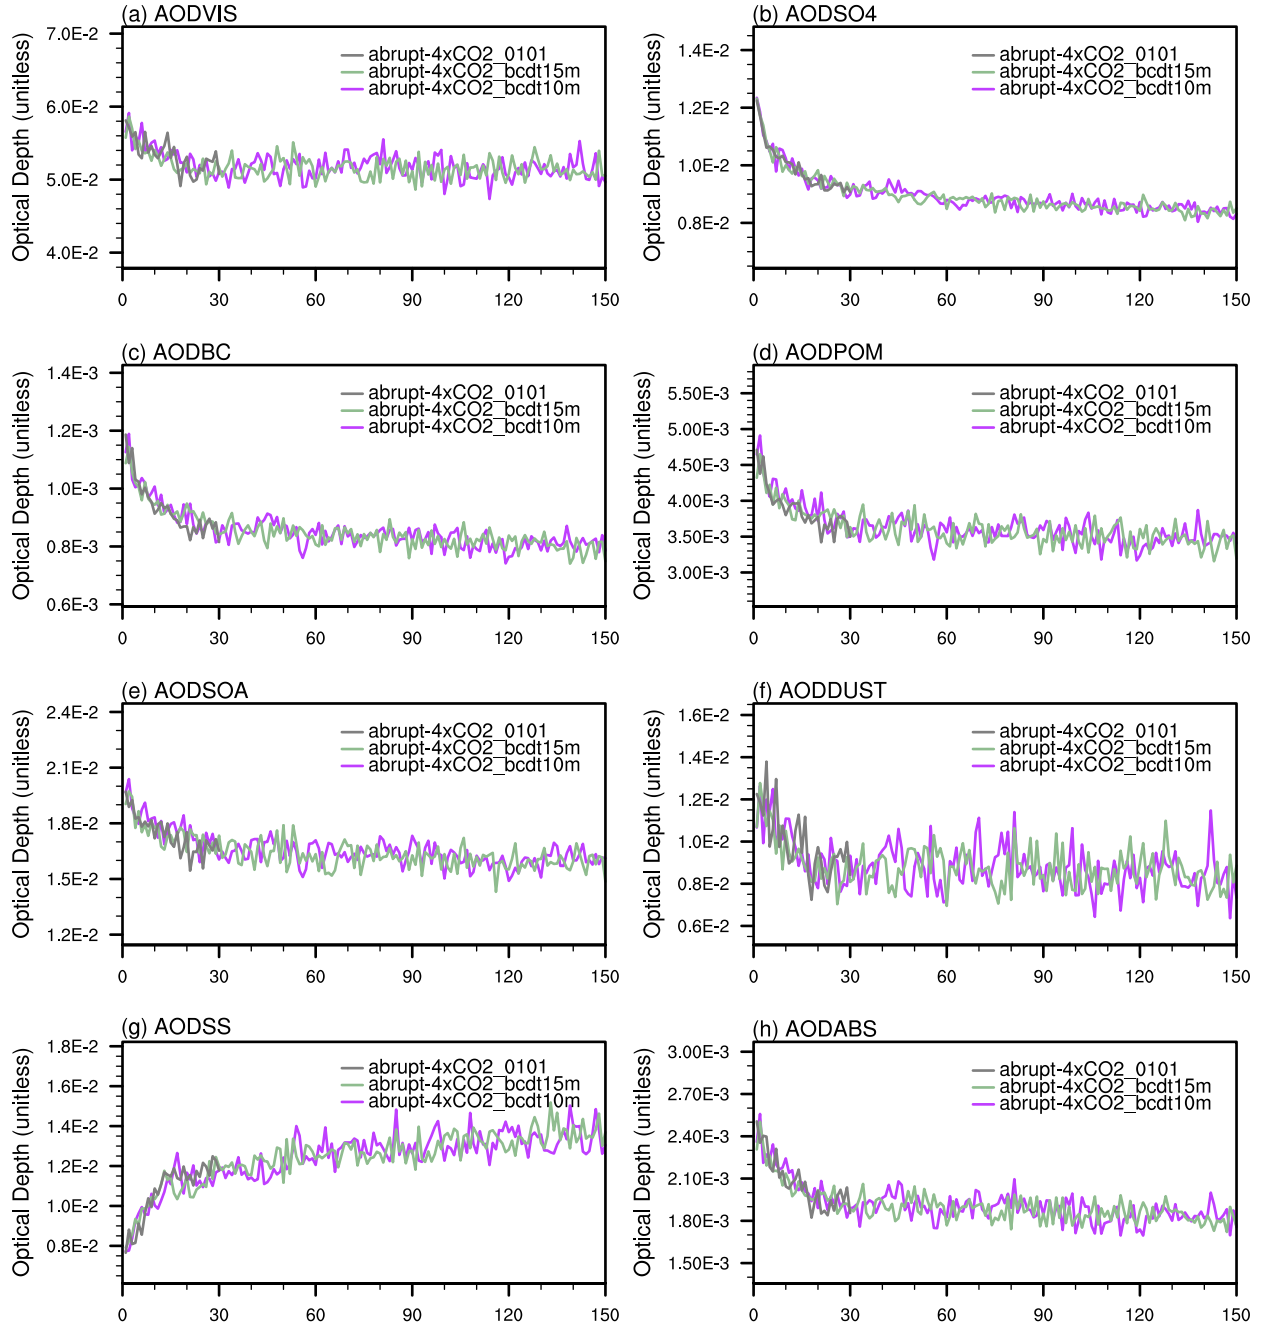 (a) AODVIS
Optical Depth (unitless)
7.0E-2
6.0E-2
5.0E-2
4.0E-2
abrupt-4xCO2_0101
abrupt-4xCO2_bcdt15m
abrupt-4xCO2_bcdt10m
0 30 60 90 120 150
(b) AODSO4
Optical Depth (unitless)
1.4E-2
1.2E-2
1.0E-2
0.8E-2
abrupt-4xCO2_0101
abrupt-4xCO2_bcdt15m
abrupt-4xCO2_bcdt10m
0 30 60 90 120 150
(c) AODBC
Optical Depth (unitless)
1.4E-3
1.2E-3
1.0E-3
0.8E-3
0.6E-3
abrupt-4xCO2_0101
abrupt-4xCO2_bcdt15m
abrupt-4xCO2_bcdt10m
0 30 60 90 120 150
(d) AODPOM
Optical Depth (unitless)
5.50E-3
5.00E-3
4.50E-3
4.00E-3
3.50E-3
3.00E-3
abrupt-4xCO2_0101
abrupt-4xCO2_bcdt15m
abrupt-4xCO2_bcdt10m
0 30 60 90 120 150
(e) AODSOA
Optical Depth (unitless)
2.4E-2
2.1E-2
1.8E-2
1.5E-2
1.2E-2
abrupt-4xCO2_0101
abrupt-4xCO2_bcdt15m
abrupt-4xCO2_bcdt10m
0 30 60 90 120 150
(f) AODDUST
Optical Depth (unitless)
1.6E-2
1.4E-2
1.2E-2
1.0E-2
0.8E-2
0.6E-2
abrupt-4xCO2_0101
abrupt-4xCO2_bcdt15m
abrupt-4xCO2_bcdt10m
0 30 60 90 120 150
(g) AODSS
Optical Depth (unitless)
1.8E-2
1.6E-2
1.4E-2
1.2E-2
1.0E-2
0.8E-2
abrupt-4xCO2_0101
abrupt-4xCO2_bcdt15m
abrupt-4xCO2_bcdt10m
0 30 60 90 120 150
(h) AODABS
Optical Depth (unitless)
3.00E-3
2.70E-3
2.40E-3
2.10E-3
1.80E-3
1.50E-3
abrupt-4xCO2_0101
abrupt-4xCO2_bcdt15m
abrupt-4xCO2_bcdt10m
0 30 60 90 120 150